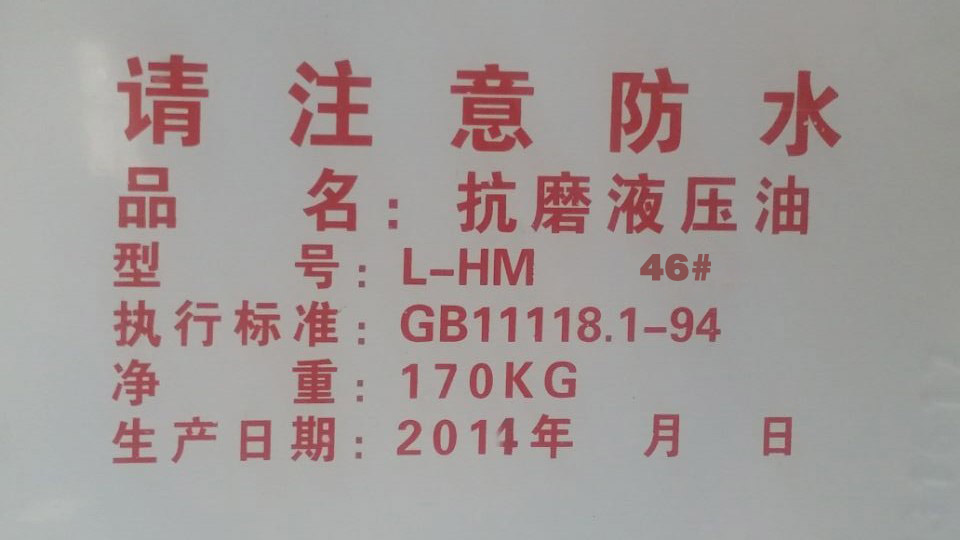 请注意防水
品名：抗磨液压油
型号：L-HM 46#
执行标准：GB11118.1-94
净重：170KG
生产日期：2014年 月 日